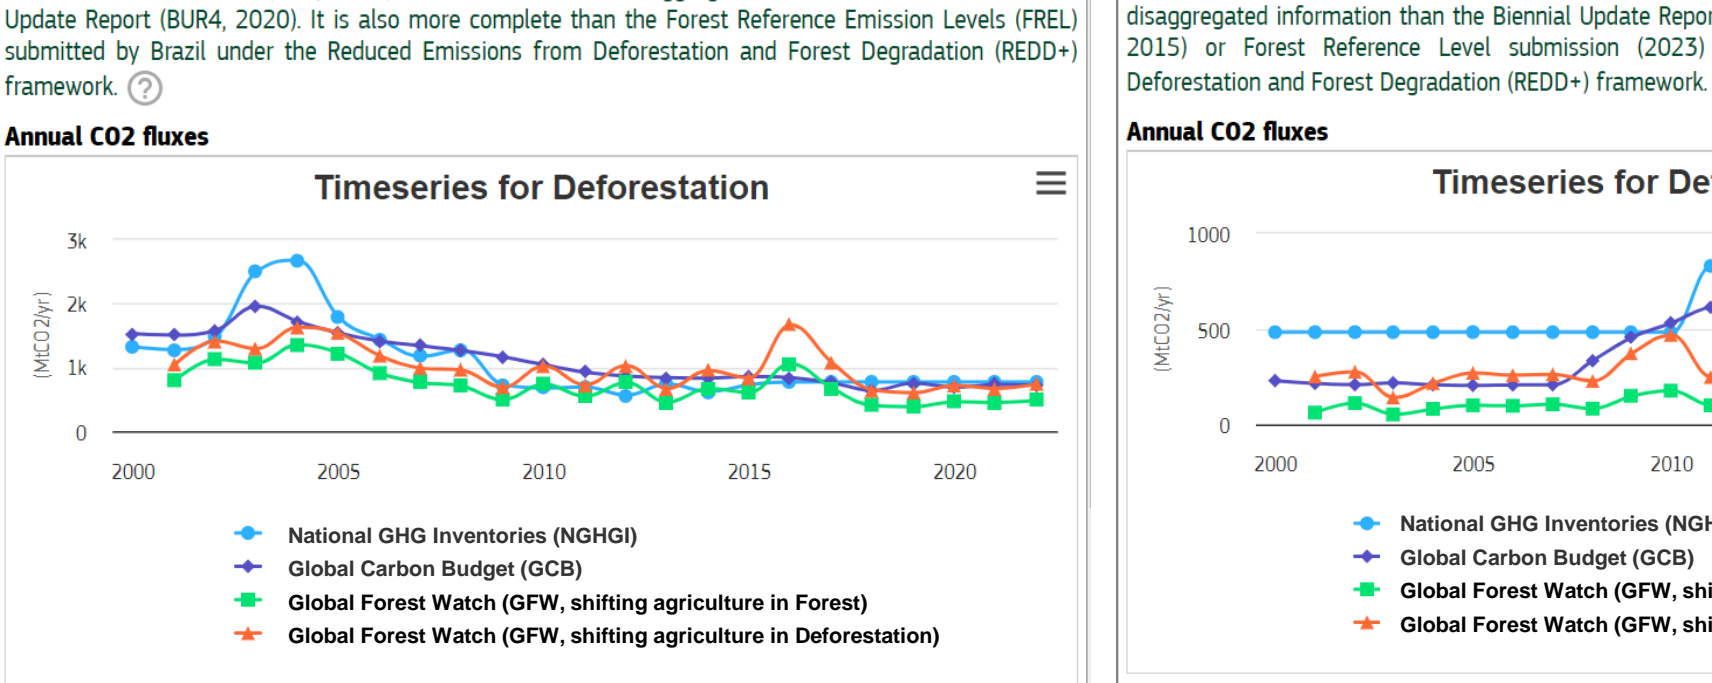 Update Report (BUR4, 2020). It is also more complete than the Forest Reference Emission Levels (FREL)
submitted by Brazil under the Reduced Emissions from Deforestation and Forest Degradation (REDD+)
framework. ?
Annual CO2 fluxes
Timeseries for Deforestation
(MtCO2/yr)
3k
2k
1k
0
2000 2005 2010 2015 2020
National GHG Inventories (NGHGI)
Global Carbon Budget (GCB)
Global Forest Watch (GFW, shifting agriculture in Forest)
Global Forest Watch (GFW, shifting agriculture in Deforestation)
disaggregated information than the Biennial Update Repor
2015) or Forest Reference Level submission (2023)
Deforestation and Forest Degradation (REDD+) framework.
Annual CO2 fluxes
Timeseries for De
(MtCO2/yr)
1000
500
0
2000 2005 2010
National GHG Inventories (NGH
Global Carbon Budget (GCB)
Global Forest Watch (GFW, shi
Global Forest Watch (GFW, shi